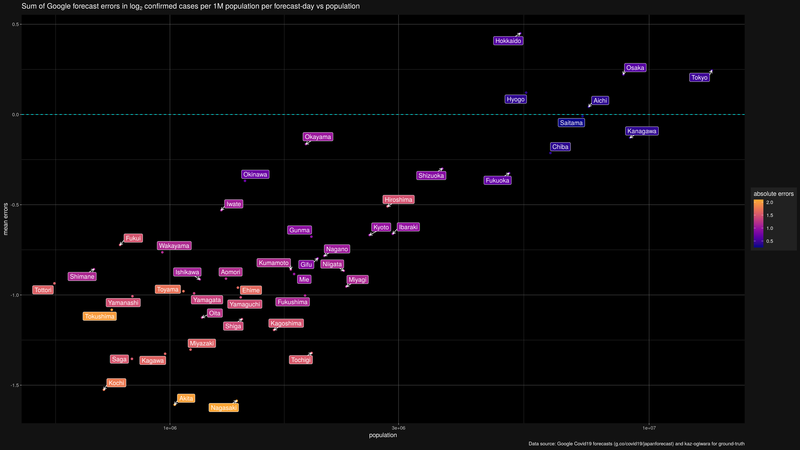 Sum of Google forecast errors in log2 confirmed cases per 1M population per forecast-day vs population
0.5
Hokkaido
Osaka
Tokyo
Hyogo
Aichi
0.0
Saitama
Kanagawa
Okayama
Chiba
Okinawa
Shizuoka
Fukuoka
absolute errors
2.0
1.5
1.0
0.5
-0.5
Iwate
Hiroshima
mean errors
Gunma
Kyoto
Ibaraki
Fukui
Wakayama
Nagano
Kumamoto
Gifu
Niigata
Shimane
Ishikawa
Aomori
Mie
Miyagi
Tottori
Toyama
Ehime
-1.0
Yamanashi
Yamagata
Yamaguchi
Fukushima
Tokushima
Oita
Shiga
Kagoshima
Miyazaki
Saga
Kagawa
Tochigi
Kochi
-1.5
Akita
Nagasaki
1e+06
3e+06
1e+07
population
Data source: Google Covid19 forecasts (g.co/covid19/japanforecast) and kaz-ogiwara for ground-truth